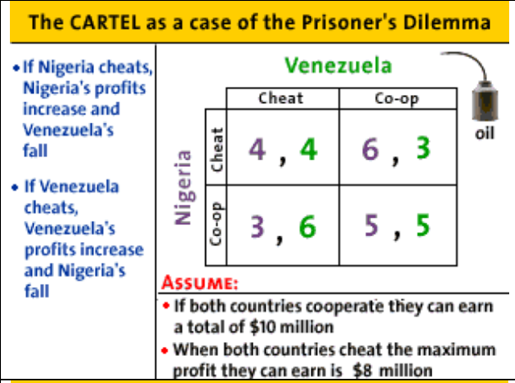 The CARTEL as a case of the Prisoner's Dilemma
• If Nigeria cheats,
Nigeria's profits
increase and
Venezuela's
fall
• If Venezuela
cheats,
Venezuela's
profits increase
and Nigeria's
fall
Venezuela
Cheat Co-op
Nigeria
Cheat
4 , 4 6 , 3
Co-op
3 , 6 5 , 5
oil
ASSUME:
• If both countries cooperate they can earn
a total of $10 million
• When both countries cheat the maximum
profit they can earn is $8 million